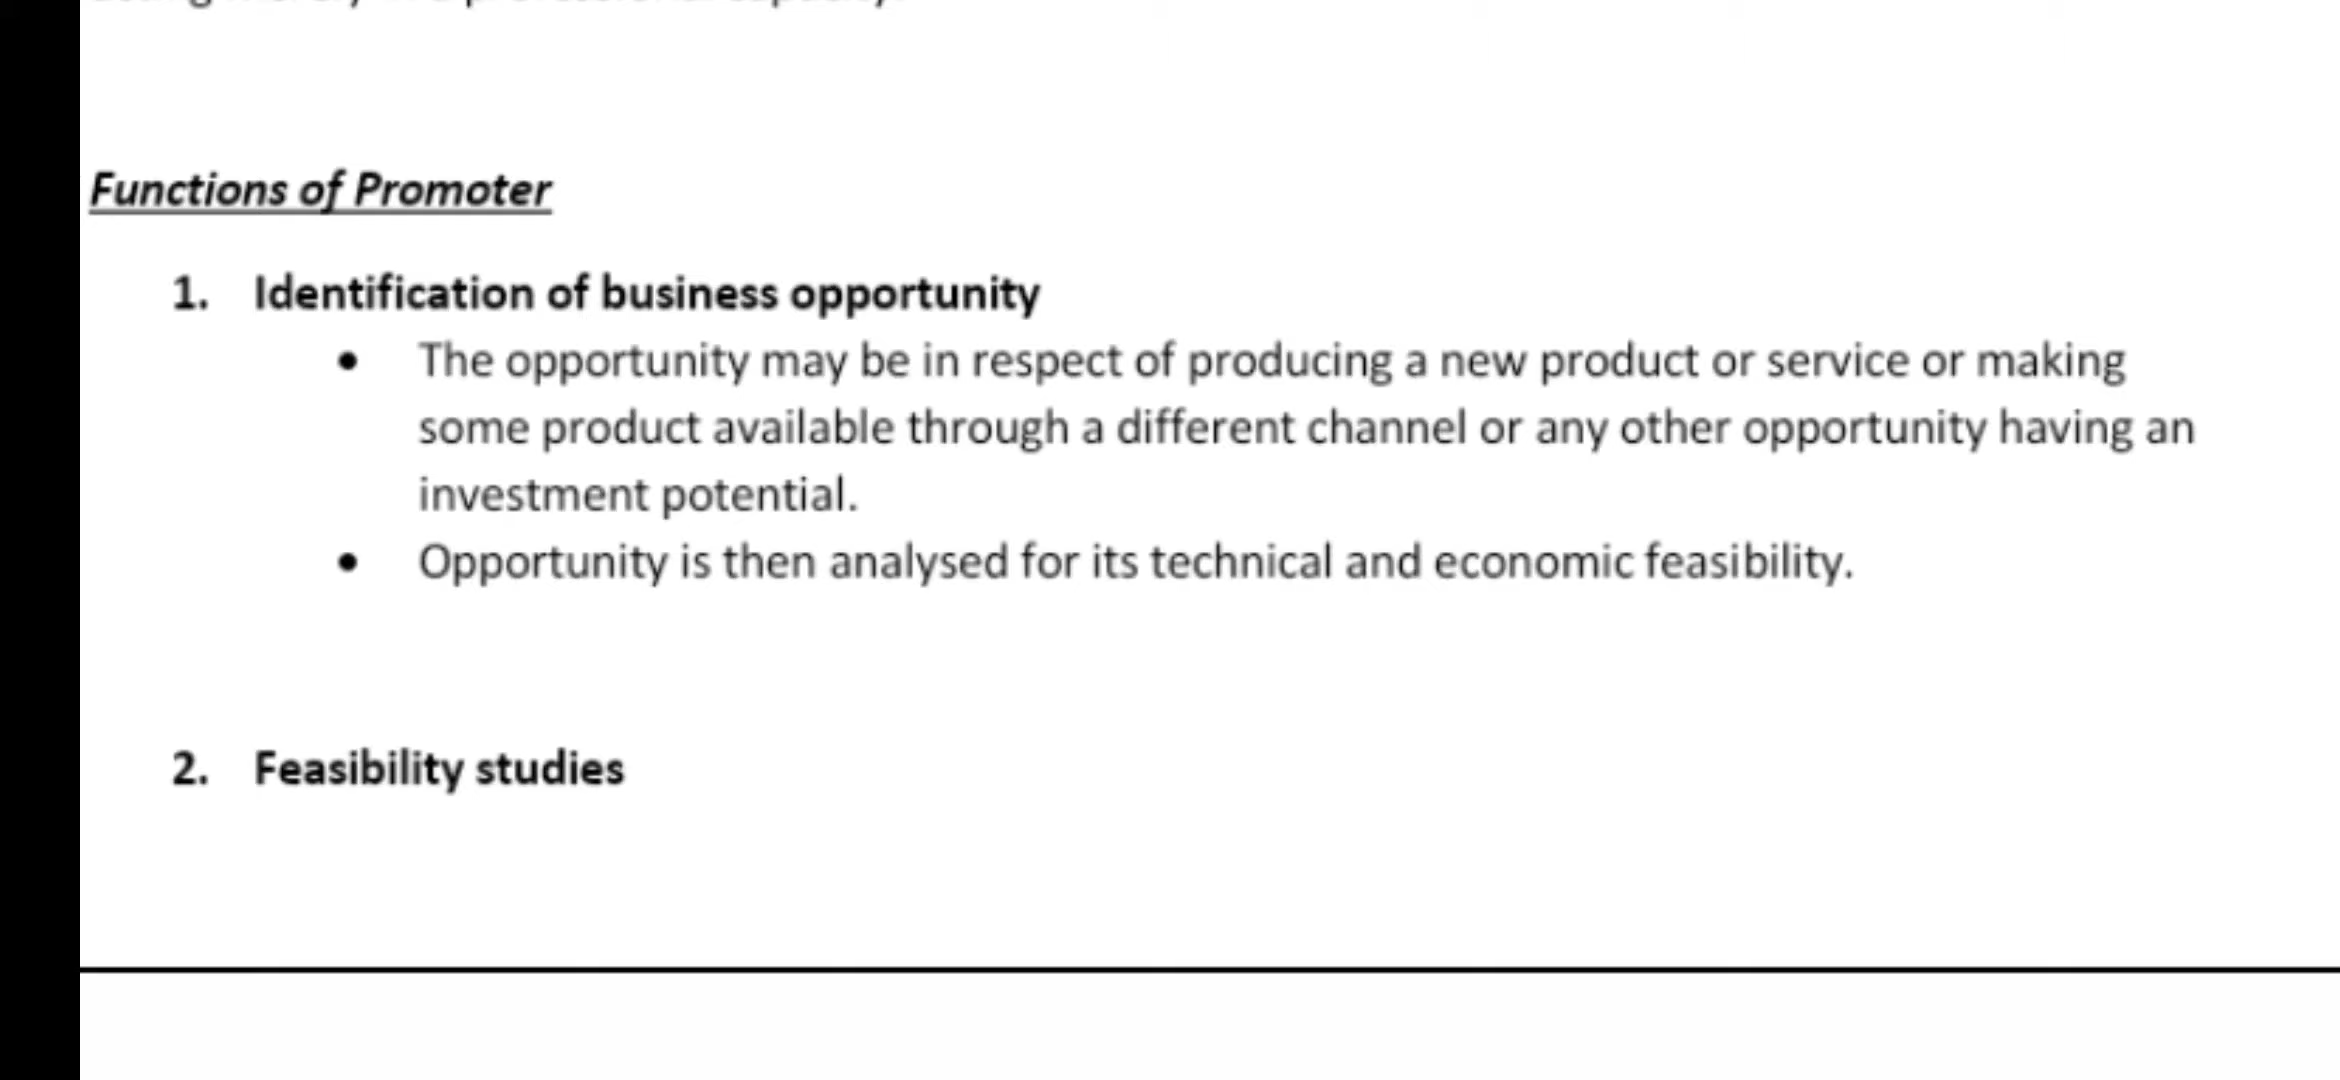 Functions of Promoter
1. Identification of business opportunity
• The opportunity may be in respect of producing a new product or service or making
some product available through a different channel or any other opportunity having an
investment potential.
• Opportunity is then analysed for its technical and economic feasibility.
2. Feasibility studies